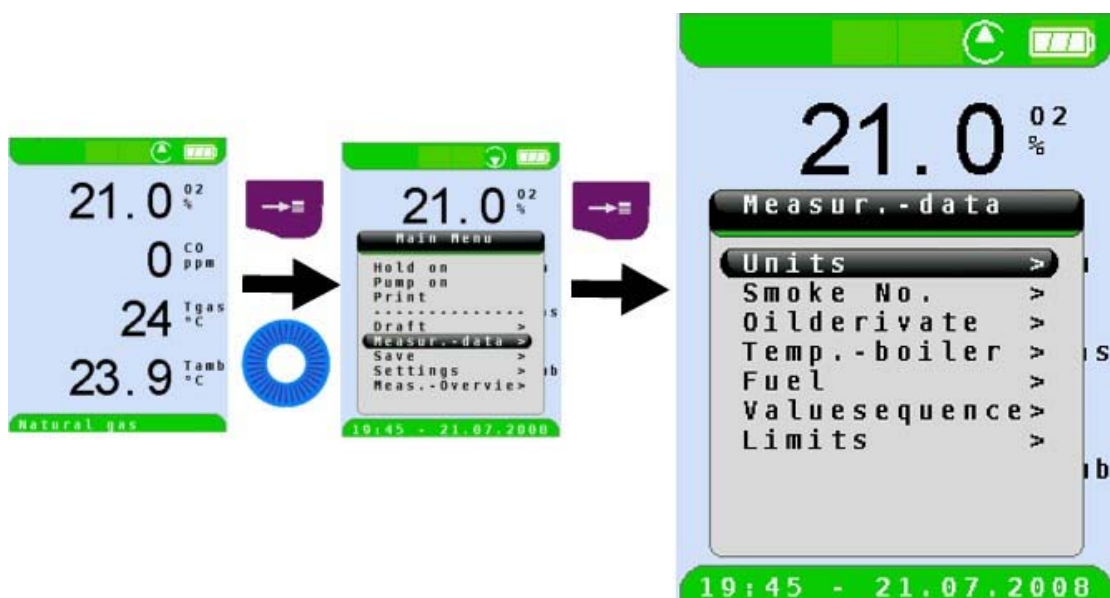 21.0 O2 %
0 CO ppm
24 Tgas °C
23.9 Tamb °C
Natural gas
21.0 O2 %
Main Menu
Hold on
Pump on
Print
--------------
Draft >
Measur.-data >
Save >
Settings >
Meas.-Overvie>
19:45 - 21.07.2008
21.0 O2 %
Measur.-data
Units >
Smoke No. >
Oilderivate >
Temp.-boiler >
Fuel >
Valuesequence>
Limits >
19:45 - 21.07.2008